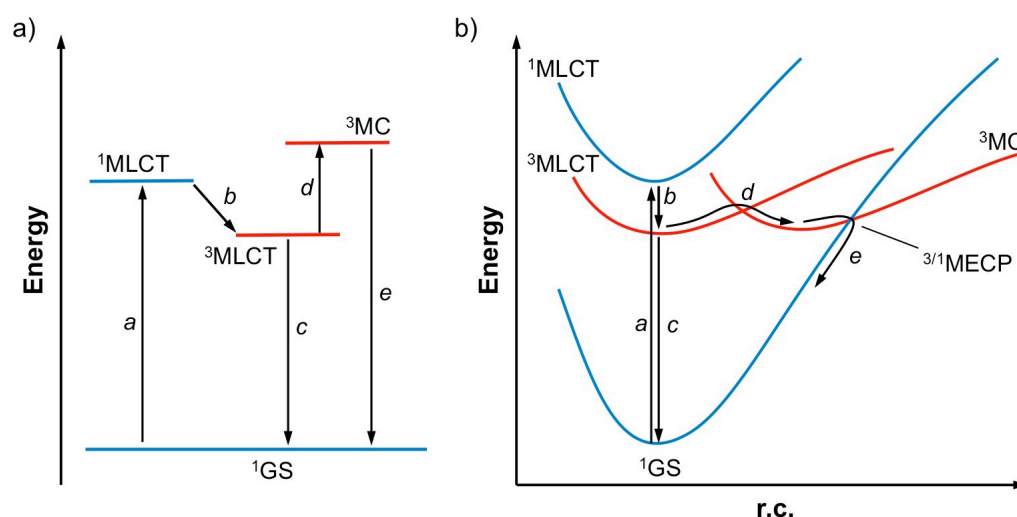 a)
Energy
¹MLCT
³MLCT
³MC
¹GS
a
b
c
d
e
b)
Energy
¹MLCT
³MLCT
³MC
b
d
a
c
e
³/¹MECP
¹GS
r.c.